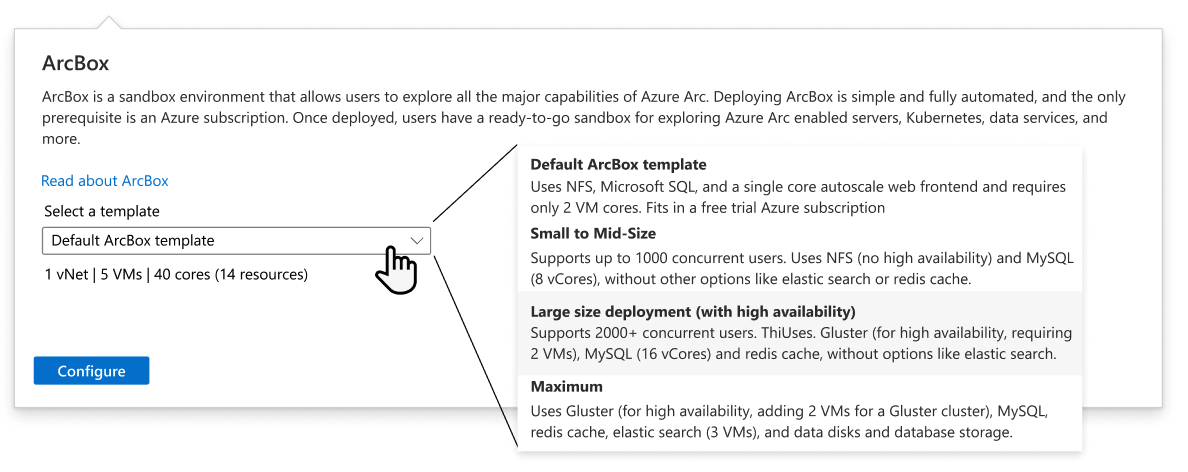 ArcBox
ArcBox is a sandbox environment that allows users to explore all the major capabilities of Azure Arc. Deploying ArcBox is simple and fully automated, and the only
prerequisite is an Azure subscription. Once deployed, users have a ready-to-go sandbox for exploring Azure Arc enabled servers, Kubernetes, data services, and
more.
Read about ArcBox
Select a template
Default ArcBox template
1 vNet | 5 VMs | 40 cores (14 resources)
Configure
Default ArcBox template
Uses NFS, Microsoft SQL, and a single core autoscale web frontend and requires
only 2 VM cores. Fits in a free trial Azure subscription
Small to Mid-Size
Supports up to 1000 concurrent users. Uses NFS (no high availability) and MySQL
(8 vCores), without other options like elastic search or redis cache.
Large size deployment (with high availability)
Supports 2000+ concurrent users. ThiUses. Gluster (for high availability, requiring
2 VMs), MySQL (16 vCores) and redis cache, without options like elastic search.
Maximum
Uses Gluster (for high availability, adding 2 VMs for a Gluster cluster), MySQL,
redis cache, elastic search (3 VMs), and data disks and database storage.